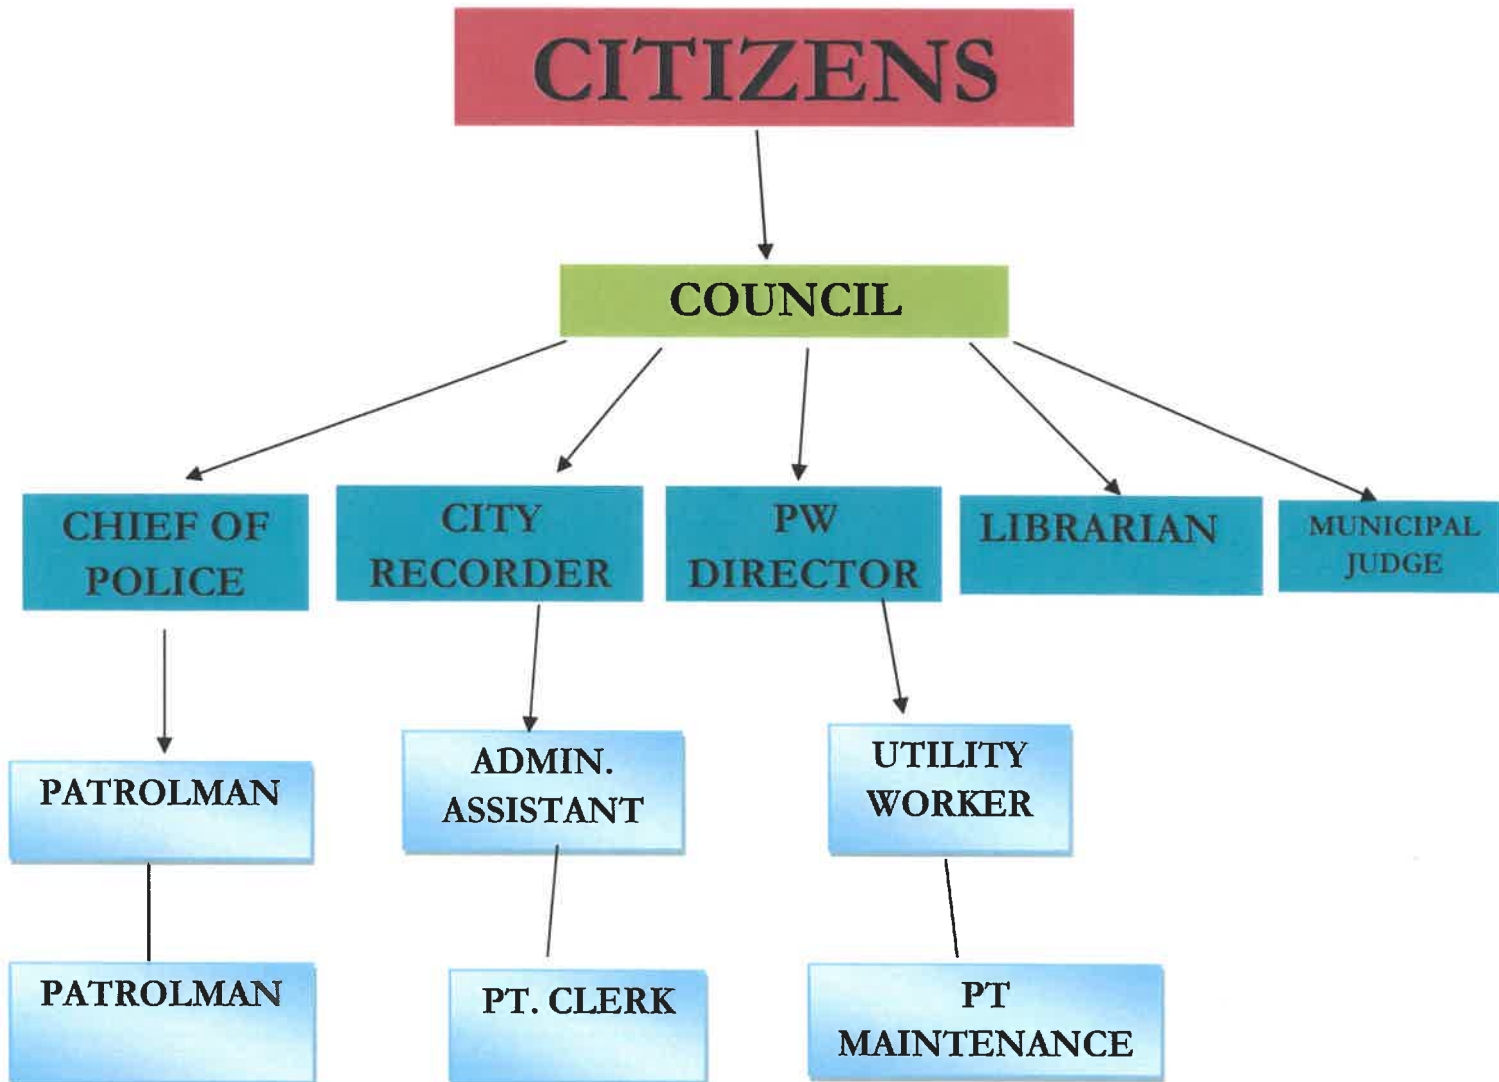 CITIZENS
COUNCIL
CHIEF OF
POLICE
CITY
RECORDER
PW
DIRECTOR
LIBRARIAN
MUNICIPAL
JUDGE
PATROLMAN
ADMIN.
ASSISTANT
UTILITY
WORKER
PATROLMAN
PT. CLERK
PT
MAINTENANCE